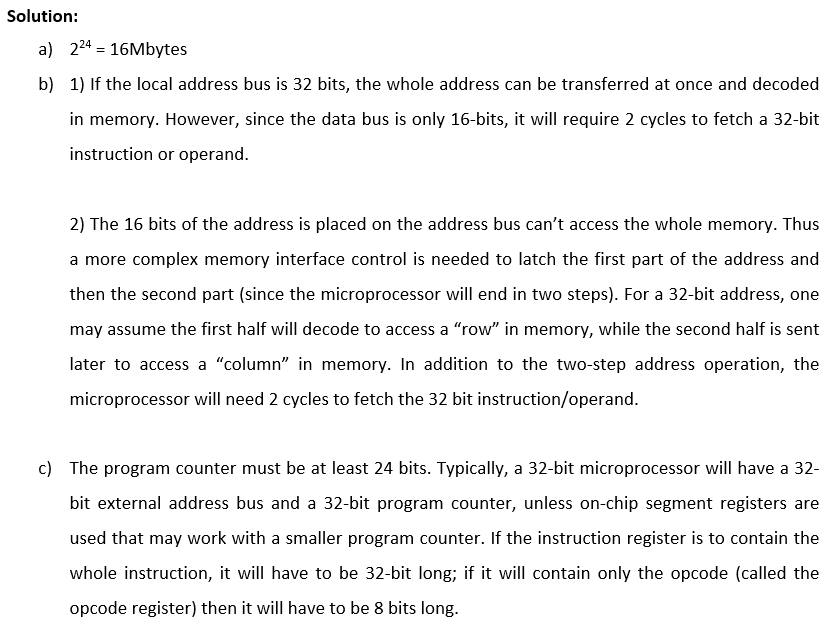 Solution:
a) 2²⁴ = 16Mbytes
b) 1) If the local address bus is 32 bits, the whole address can be transferred at once and decoded
in memory. However, since the data bus is only 16-bits, it will require 2 cycles to fetch a 32-bit
instruction or operand.
2) The 16 bits of the address is placed on the address bus can’t access the whole memory. Thus
a more complex memory interface control is needed to latch the first part of the address and
then the second part (since the microprocessor will end in two steps). For a 32-bit address, one
may assume the first half will decode to access a “row” in memory, while the second half is sent
later to access a “column” in memory. In addition to the two-step address operation, the
microprocessor will need 2 cycles to fetch the 32 bit instruction/operand.
c) The program counter must be at least 24 bits. Typically, a 32-bit microprocessor will have a 32-
bit external address bus and a 32-bit program counter, unless on-chip segment registers are
used that may work with a smaller program counter. If the instruction register is to contain the
whole instruction, it will have to be 32-bit long; if it will contain only the opcode (called the
opcode register) then it will have to be 8 bits long.